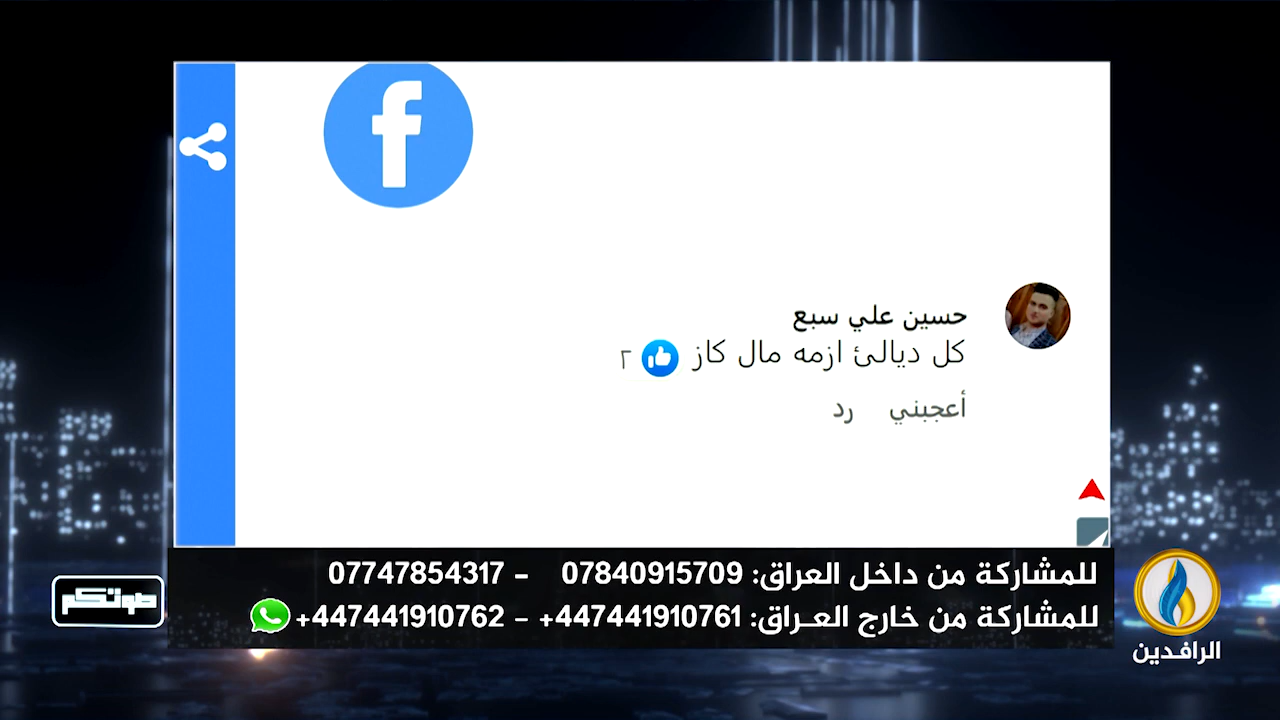 حسين علي سبع
كل ديالئ ازمه مال كاز ٢
أعجبني رد
للمشاركة من داخل العراق: 07840915709 - 07747854317
للمشاركة من خارج العـراق: 447441910761+ - 447441910762+
صوتكم
الرافدين